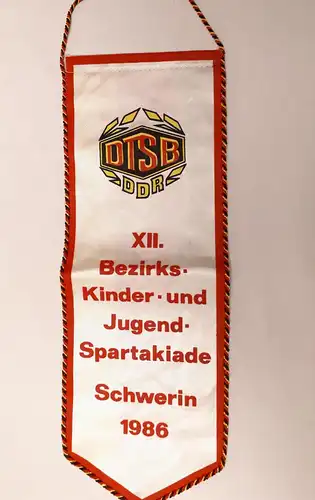 DTSB
DDR
XII.
Bezirks-
Kinder-und
Jugend-
Spartakiade
Schwerin
1986